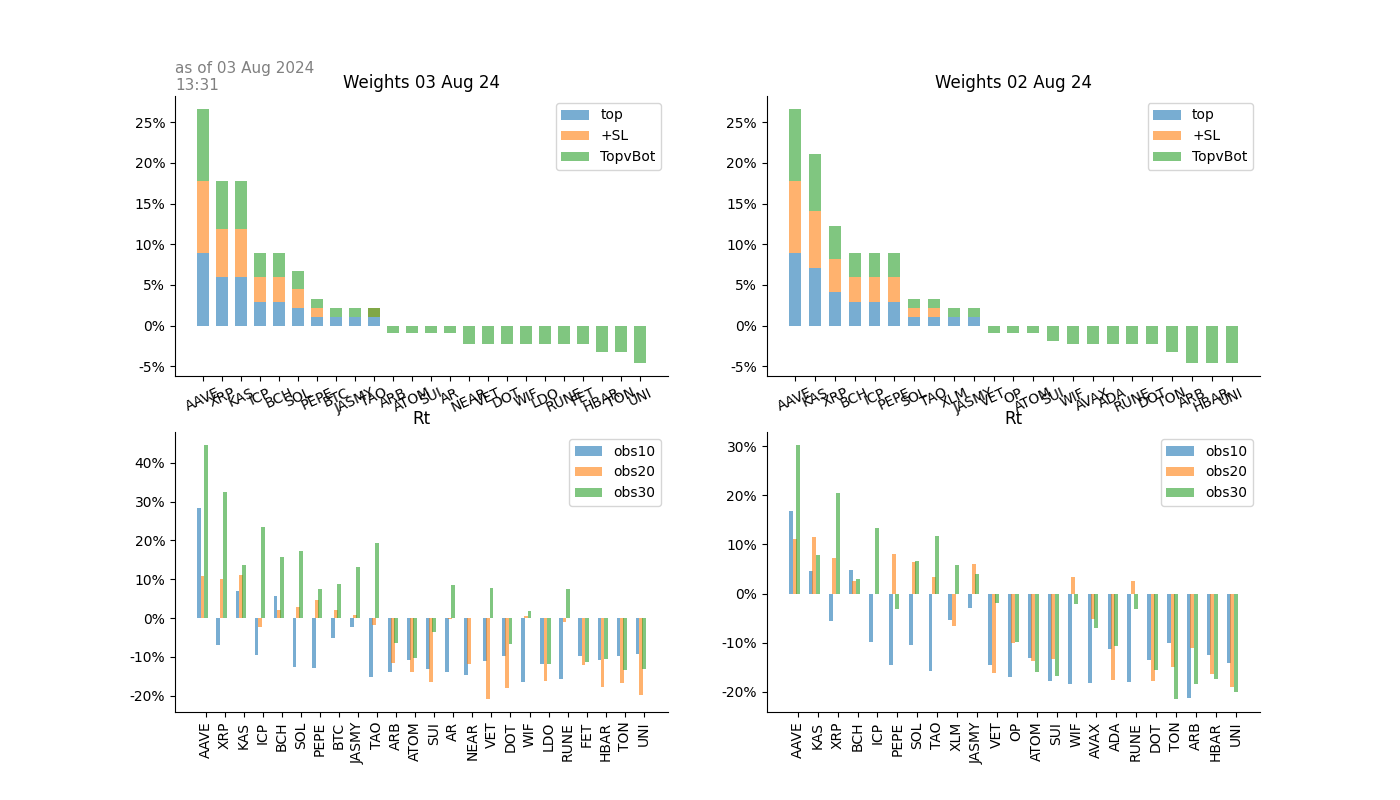 as of 03 Aug 2024
13:31
Weights 03 Aug 24
25%
20%
15%
10%
5%
0%
-5%
top
+SL
TopvBot
AAVE XRP KAS ICP BCH SOL PEPE BTC JASMY TAO ARB ATOM SUI AR NEAR VET DOT WIF LDO RUNE FET HBAR TON UNI
Weights 02 Aug 24
25%
20%
15%
10%
5%
0%
-5%
top
+SL
TopvBot
AAVE KAS XRP BCH ICP PEPE SOL TAO XLM JASMY VET OP ATOM SUI WIF AVAX ADA RUNE DOT TON ARB HBAR UNI
Rt
40%
30%
20%
10%
0%
-10%
-20%
obs10
obs20
obs30
AAVE XRP KAS ICP BCH SOL PEPE BTC JASMY TAO ARB ATOM SUI AR NEAR VET DOT WIF LDO RUNE FET HBAR TON UNI
Rt
30%
20%
10%
0%
-10%
-20%
obs10
obs20
obs30
AAVE KAS XRP BCH ICP PEPE SOL TAO XLM JASMY VET OP ATOM SUI WIF AVAX ADA RUNE DOT TON ARB HBAR UNI